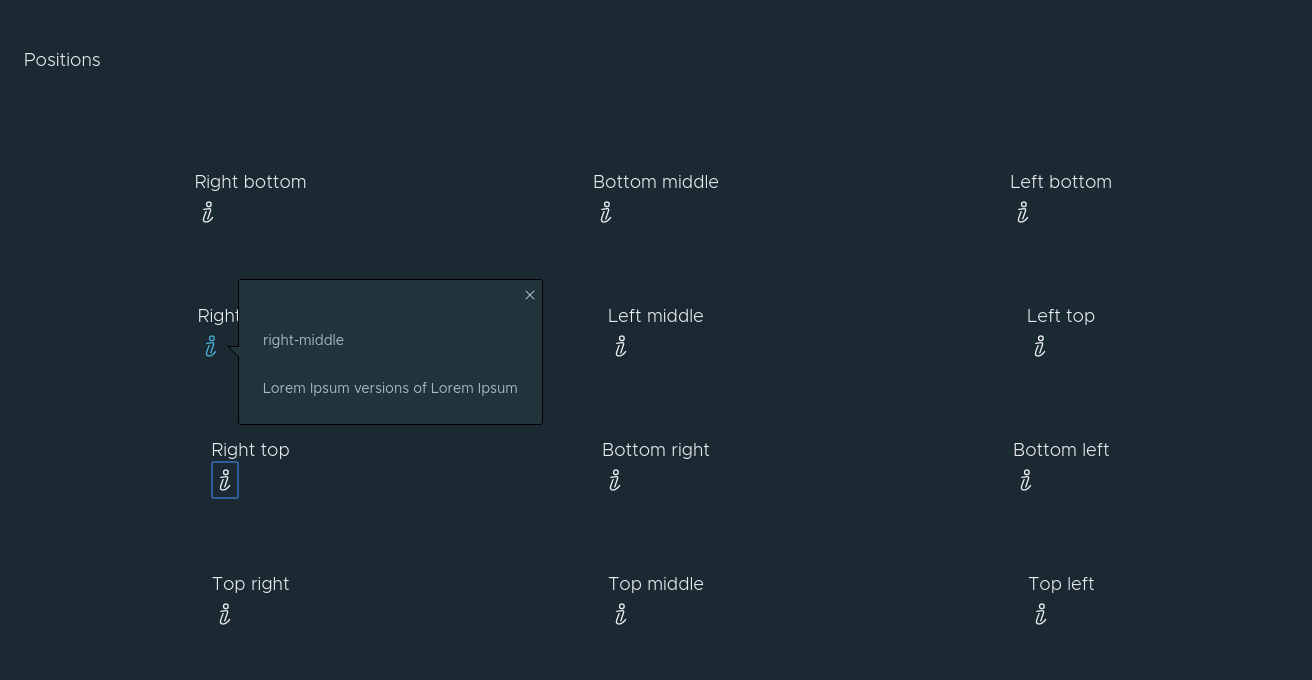 Positions
Right bottom
Bottom middle
Left bottom
Right
right-middle
Lorem Ipsum versions of Lorem Ipsum
Left middle
Left top
Right top
Bottom right
Bottom left
Top right
Top middle
Top left